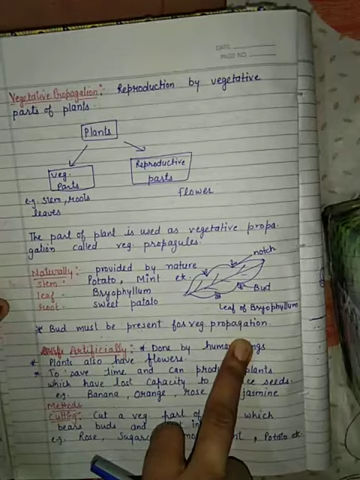 DATE
PAGE NO.
Vegetative Propagation: Reproduction by vegetative
parts of plants.
Plants
Veg. Parts
Reproductive parts
e.g. stem, roots
leaves
flower
The part of plant is used as vegetative propa-
gation called veg. propagules.
Naturally: provided by nature
Stem: Potato, Mint etc
leaf: Bryophyllum
root: sweet patato
notch
Bud
Leaf of Bryophyllum
* Bud must be present for veg. propagation.
Artificially: * Done by human
* Plants also have flowers.
* To save time and can produce plants
which have lost capacity to seeds.
eg. Banana, Orange, rose jasmine
Methods
Cutting: Cut a veg. part of which
bears buds and
e.g. Rose, Potato etc.